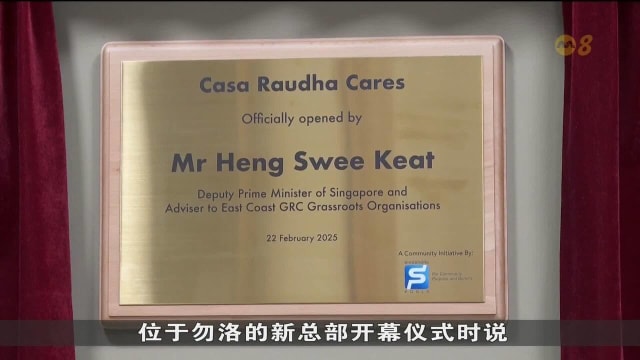 8
Casa Raudha Cares
Officially opened by
Mr Heng Swee Keat
Deputy Prime Minister of Singapore and
Adviser to East Coast GRC Grassroots Organisations
22 February 2025
A Community Initiative By:
位于勿洛的新总部开幕仪式时说